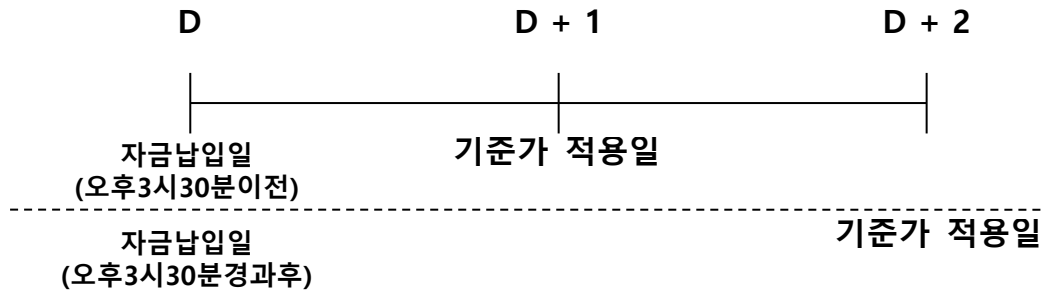 D D + 1 D + 2
자금납입일 기준가 적용일
(오후3시30분이전)
자금납입일 기준가 적용일
(오후3시30분경과후)